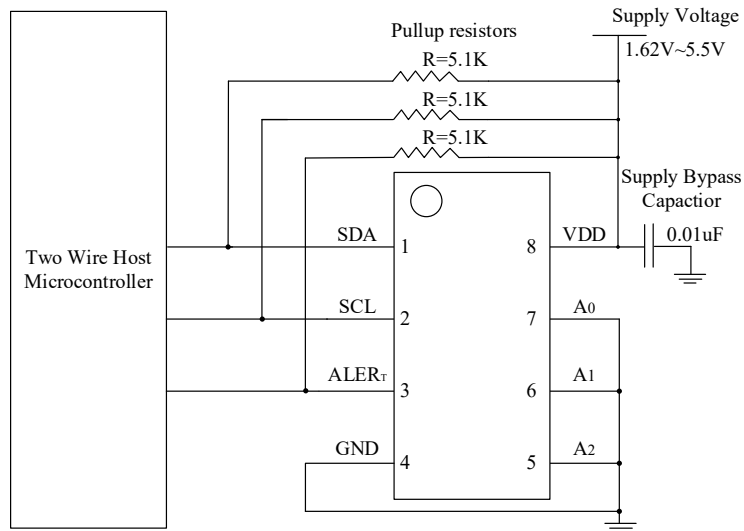 Supply Voltage
1.62V~5.5V
Pullup resistors
R=5.1K
R=5.1K
R=5.1K
Supply Bypass
Capactior
0.01uF
Two Wire Host
Microcontroller
SDA
1
8
VDD
SCL
2
7
A0
ALERT
3
6
A1
GND
4
5
A2